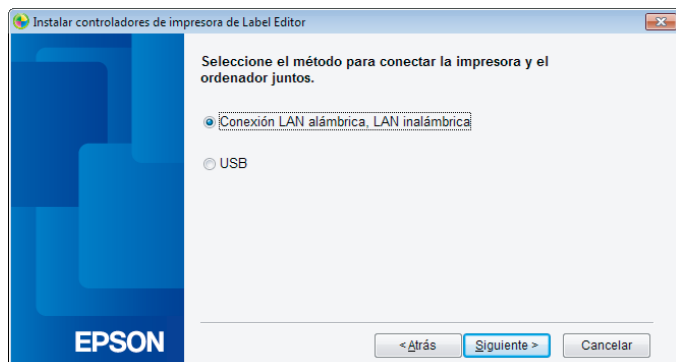 Instalar controladores de impresora de Label Editor
Seleccione el método para conectar la impresora y el
ordenador juntos.
Conexión LAN alámbrica, LAN inalámbrica
USB
EPSON
< Atrás
Siguiente >
Cancelar